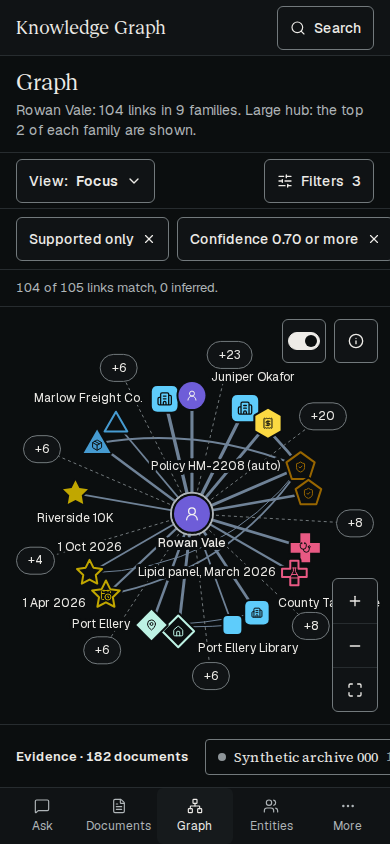 Knowledge Graph
Search
Graph
Rowan Vale: 104 links in 9 families. Large hub: the top
2 of each family are shown.
View: Focus
Filters 3
Supported only
Confidence 0.70 or more
104 of 105 links match, 0 inferred.
+23
+6
Juniper Okafor
Marlow Freight Co.
+20
+6
Policy HM-2208 (auto)
Riverside 10K
+8
Rowan Vale
1 Oct 2026
+4
Lipid panel, March 2026
1 Apr 2026
County Ta
Port Ellery
+8
+6
Port Ellery Library
+6
Evidence · 182 documents
Synthetic archive 000
Ask
Documents
Graph
Entities
More